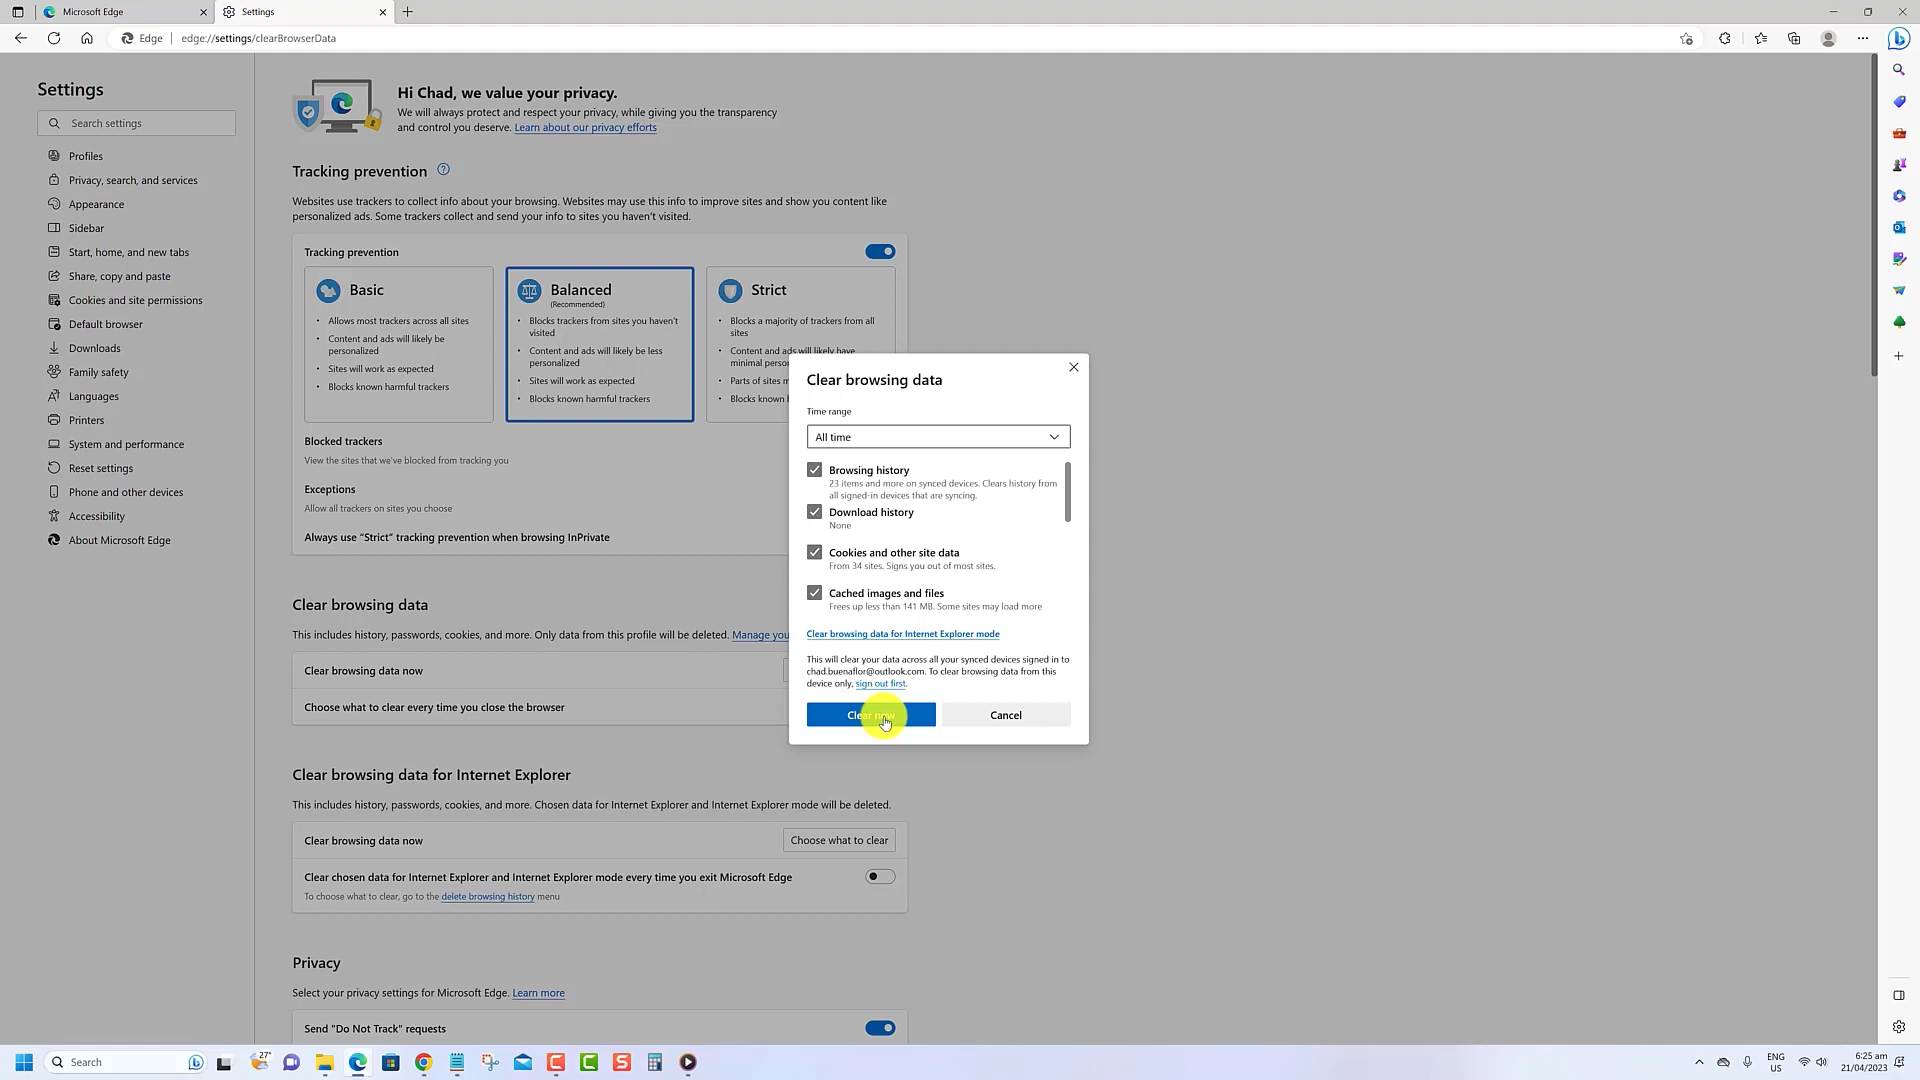 Microsoft Edge
Settings
Edge
edge://settings/clearBrowserData
Settings
Search settings
Profiles
Privacy, search, and services
Appearance
Sidebar
Start, home, and new tabs
Share, copy and paste
Cookies and site permissions
Default browser
Downloads
Family safety
Languages
Printers
System and performance
Reset settings
Phone and other devices
Accessibility
About Microsoft Edge
Hi Chad, we value your privacy.
We will always protect and respect your privacy, while giving you the transparency
and control you deserve. Learn about our privacy efforts
Tracking prevention
Websites use trackers to collect info about your browsing. Websites may use this info to improve sites and show you content like
personalized ads. Some trackers collect and send your info to sites you haven't visited.
Tracking prevention
Basic
Allows most trackers across all sites
Content and ads will likely be
personalized
Sites will work as expected
Blocks known harmful trackers
Balanced
(Recommended)
Blocks trackers from sites you haven't
visited
Content and ads will likely be less
personalized
Sites will work as expected
Blocks known harmful trackers
Strict
Blocks a majority of trackers from all
sites
Content and ads will likely have
minimal
Parts of sites
Blocks known
Blocked trackers
View the sites that we've blocked from tracking you
Exceptions
Allow all trackers on sites you choose
Always use “Strict” tracking prevention when browsing InPrivate
Clear browsing data
This includes history, passwords, cookies, and more. Only data from this profile will be deleted. Manage you
Clear browsing data now
Choose what to clear every time you close the browser
Clear browsing data for Internet Explorer
This includes history, passwords, cookies, and more. Chosen data for Internet Explorer and Internet Explorer mode will be deleted.
Clear browsing data now
Choose what to clear
Clear chosen data for Internet Explorer and Internet Explorer mode every time you exit Microsoft Edge
To choose what to clear, go to the delete browsing history menu
Privacy
Select your privacy settings for Microsoft Edge. Learn more
Send "Do Not Track" requests
Clear browsing data
Time range
All time
Browsing history
23 items and more on synced devices. Clears history from
all signed-in devices that are syncing.
Download history
None
Cookies and other site data
From 34 sites. Signs you out of most sites.
Cached images and files
Frees up less than 141 MB. Some sites may load more
Clear browsing data for Internet Explorer mode
This will clear your data across all your synced devices signed in to
chad.buenaflor@outlook.com. To clear browsing data from this
device only, sign out first.
Clear now
Cancel
Search
27°
ENG
US
6:25 am
21/04/2023